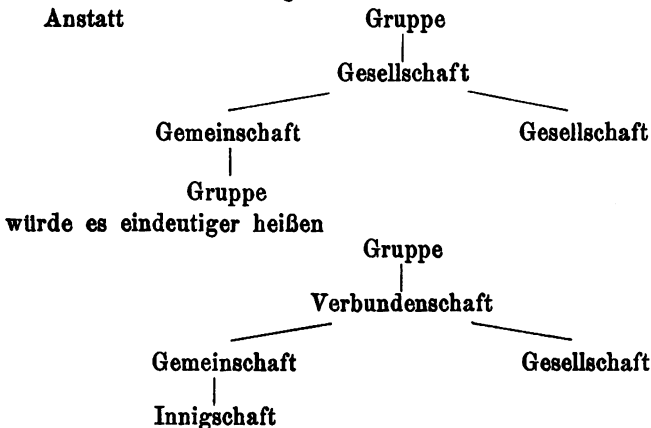 Anstatt Gruppe
Gesellschaft
Gemeinschaft Gesellschaft
Gruppe
würde es eindeutiger heißen
Gruppe
Verbundenschaft
Gemeinschaft Gesellschaft
Innigschaft